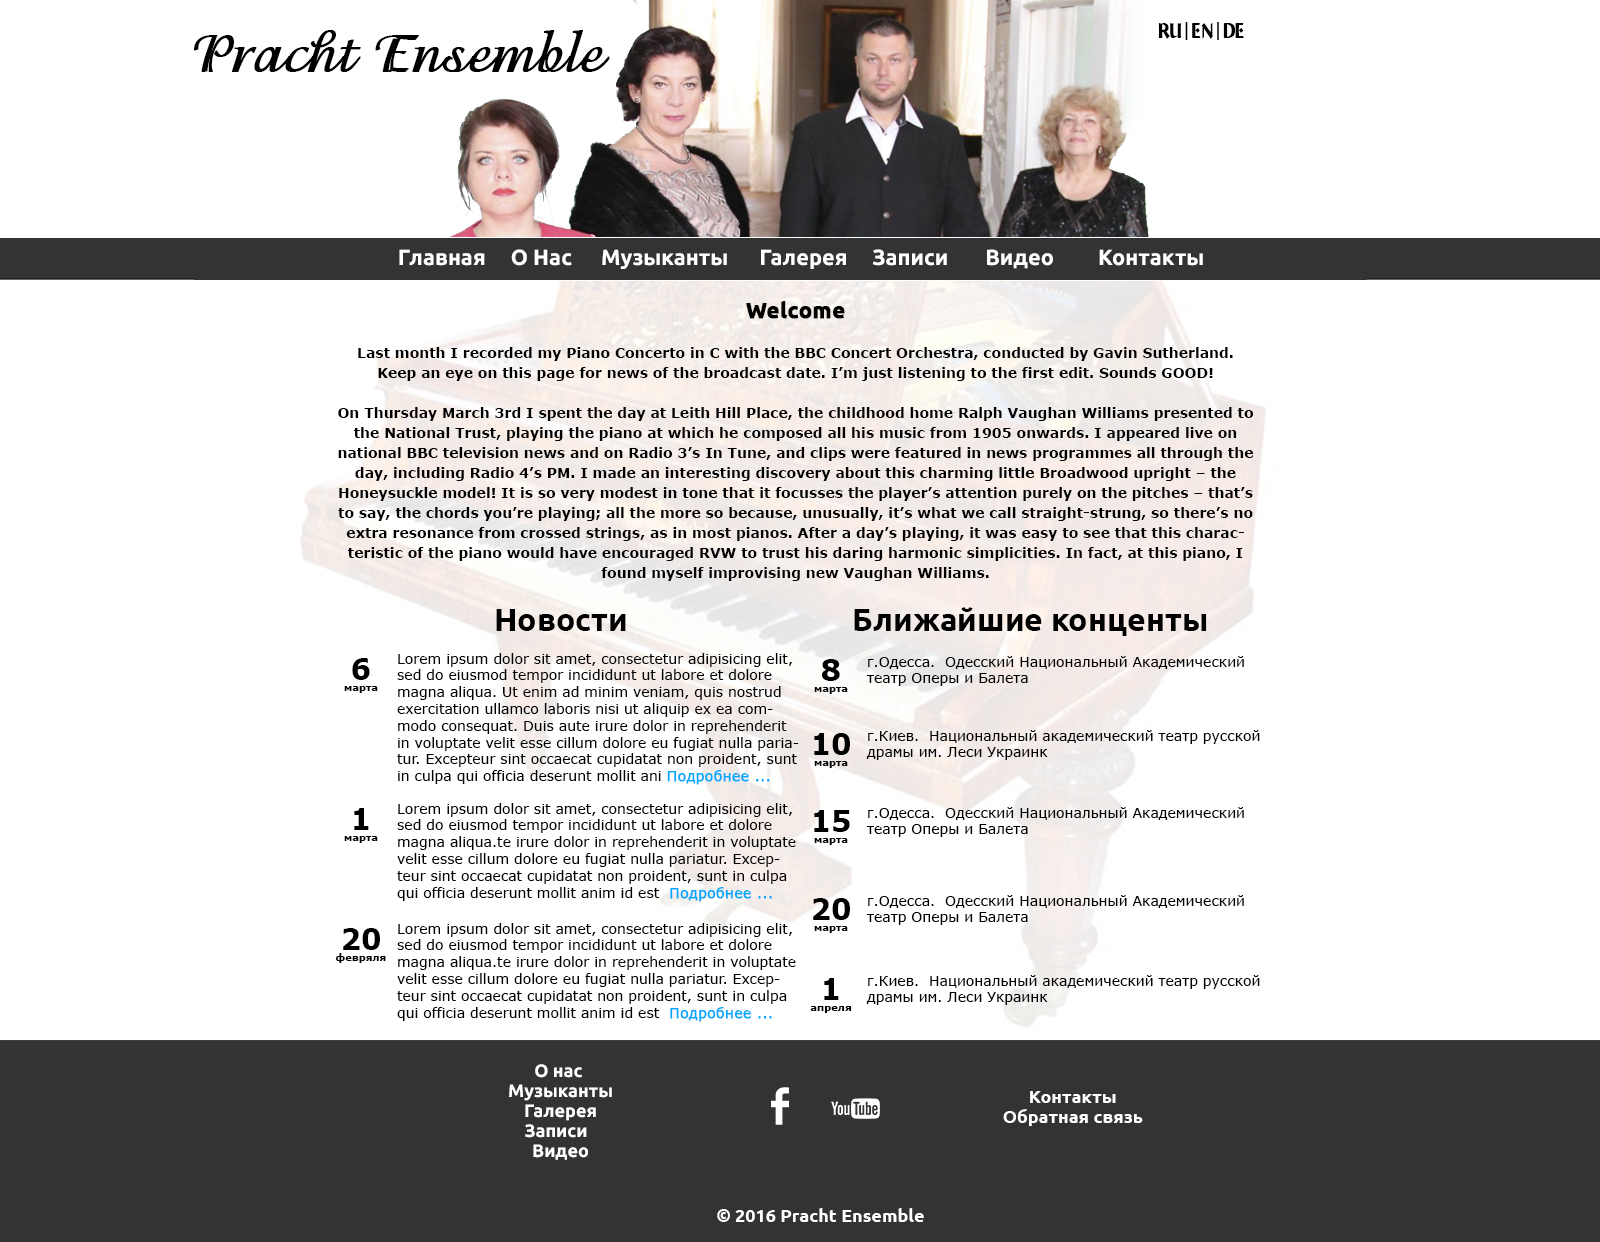 Pracht Ensemble
RU|EN|DE
Главная О Нас Музыканты Галерея Записи Видео Контакты
Welcome
Last month I recorded my Piano Concerto in C with the BBC Concert Orchestra, conducted by Gavin Sutherland.
Keep an eye on this page for news of the broadcast date. I’m just listening to the first edit. Sounds GOOD!
On Thursday March 3rd I spent the day at Leith Hill Place, the childhood home Ralph Vaughan Williams presented to
the National Trust, playing the piano at which he composed all his music from 1905 onwards. I appeared live on
national BBC television news and on Radio 3’s In Tune, and clips were featured in news programmes all through the
day, including Radio 4’s PM. I made an interesting discovery about this charming little Broadwood upright – the
Honeysuckle model! It is so very modest in tone that it focusses the player’s attention purely on the pitches – that’s
to say, the chords you’re playing; all the more so because, unusually, it’s what we call straight-strung, so there’s no
extra resonance from crossed strings, as in most pianos. After a day’s playing, it was easy to see that this charac-
teristic of the piano would have encouraged RVW to trust his daring harmonic simplicities. In fact, at this piano, I
found myself improvising new Vaughan Williams.
Новости
6
марта
Lorem ipsum dolor sit amet, consectetur adipisicing elit,
sed do eiusmod tempor incididunt ut labore et dolore
magna aliqua. Ut enim ad minim veniam, quis nostrud
exercitation ullamco laboris nisi ut aliquip ex ea com-
modo consequat. Duis aute irure dolor in reprehenderit
in voluptate velit esse cillum dolore eu fugiat nulla paria-
tur. Excepteur sint occaecat cupidatat non proident, sunt
in culpa qui officia deserunt mollit ani Подробнее ...
1
марта
Lorem ipsum dolor sit amet, consectetur adipisicing elit,
sed do eiusmod tempor incididunt ut labore et dolore
magna aliqua.te irure dolor in reprehenderit in voluptate
velit esse cillum dolore eu fugiat nulla pariatur. Excep-
teur sint occaecat cupidatat non proident, sunt in culpa
qui officia deserunt mollit anim id est Подробнее ...
20
февряля
Lorem ipsum dolor sit amet, consectetur adipisicing elit,
sed do eiusmod tempor incididunt ut labore et dolore
magna aliqua.te irure dolor in reprehenderit in voluptate
velit esse cillum dolore eu fugiat nulla pariatur. Excep-
teur sint occaecat cupidatat non proident, sunt in culpa
qui officia deserunt mollit anim id est Подробнее ...
Ближайшие конценты
8
марта
г.Одесса. Одесский Национальный Академический
театр Оперы и Балета
10
марта
г.Киев. Национальный академический театр русской
драмы им. Леси Украинк
15
марта
г.Одесса. Одесский Национальный Академический
театр Оперы и Балета
20
марта
г.Одесса. Одесский Национальный Академический
театр Оперы и Балета
1
апреля
г.Киев. Национальный академический театр русской
драмы им. Леси Украинк
О нас
Музыканты
Галерея
Записи
Видео
f
YouTube
Контакты
Обратная связь
© 2016 Pracht Ensemble